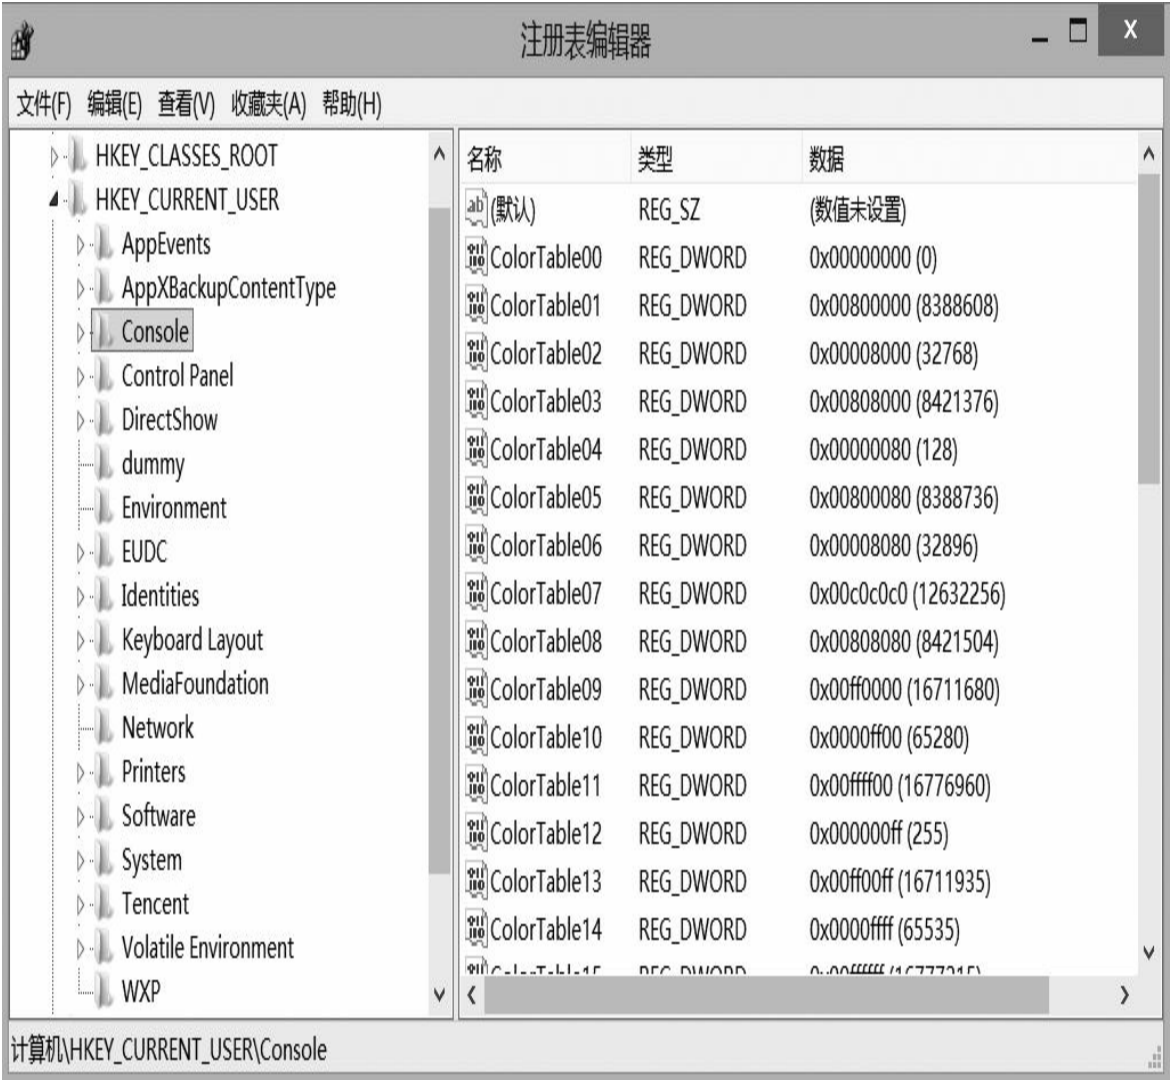 注册表编辑器
文件(F) 编辑(E) 查看(V) 收藏夹(A) 帮助(H)
HKEY_CLASSES_ROOT
HKEY_CURRENT_USER
AppEvents
AppXBackupContentType
Console
Control Panel
DirectShow
dummy
Environment
EUDC
Identities
Keyboard Layout
MediaFoundation
Network
Printers
Software
System
Tencent
Volatile Environment
WXP
名称 类型 数据
(默认) REG_SZ (数值未设置)
ColorTable00 REG_DWORD 0x00000000 (0)
ColorTable01 REG_DWORD 0x00800000 (8388608)
ColorTable02 REG_DWORD 0x00008000 (32768)
ColorTable03 REG_DWORD 0x00808000 (8421376)
ColorTable04 REG_DWORD 0x00000080 (128)
ColorTable05 REG_DWORD 0x00800080 (8388736)
ColorTable06 REG_DWORD 0x00008080 (32896)
ColorTable07 REG_DWORD 0x00c0c0c0 (12632256)
ColorTable08 REG_DWORD 0x00808080 (8421504)
ColorTable09 REG_DWORD 0x00ff0000 (16711680)
ColorTable10 REG_DWORD 0x0000ff00 (65280)
ColorTable11 REG_DWORD 0x00ffff00 (16776960)
ColorTable12 REG_DWORD 0x000000ff (255)
ColorTable13 REG_DWORD 0x00ff00ff (16711935)
ColorTable14 REG_DWORD 0x0000ffff (65535)
ColorTable15 REG_DWORD 0x00ffffff (16777215)
计算机\HKEY_CURRENT_USER\Console